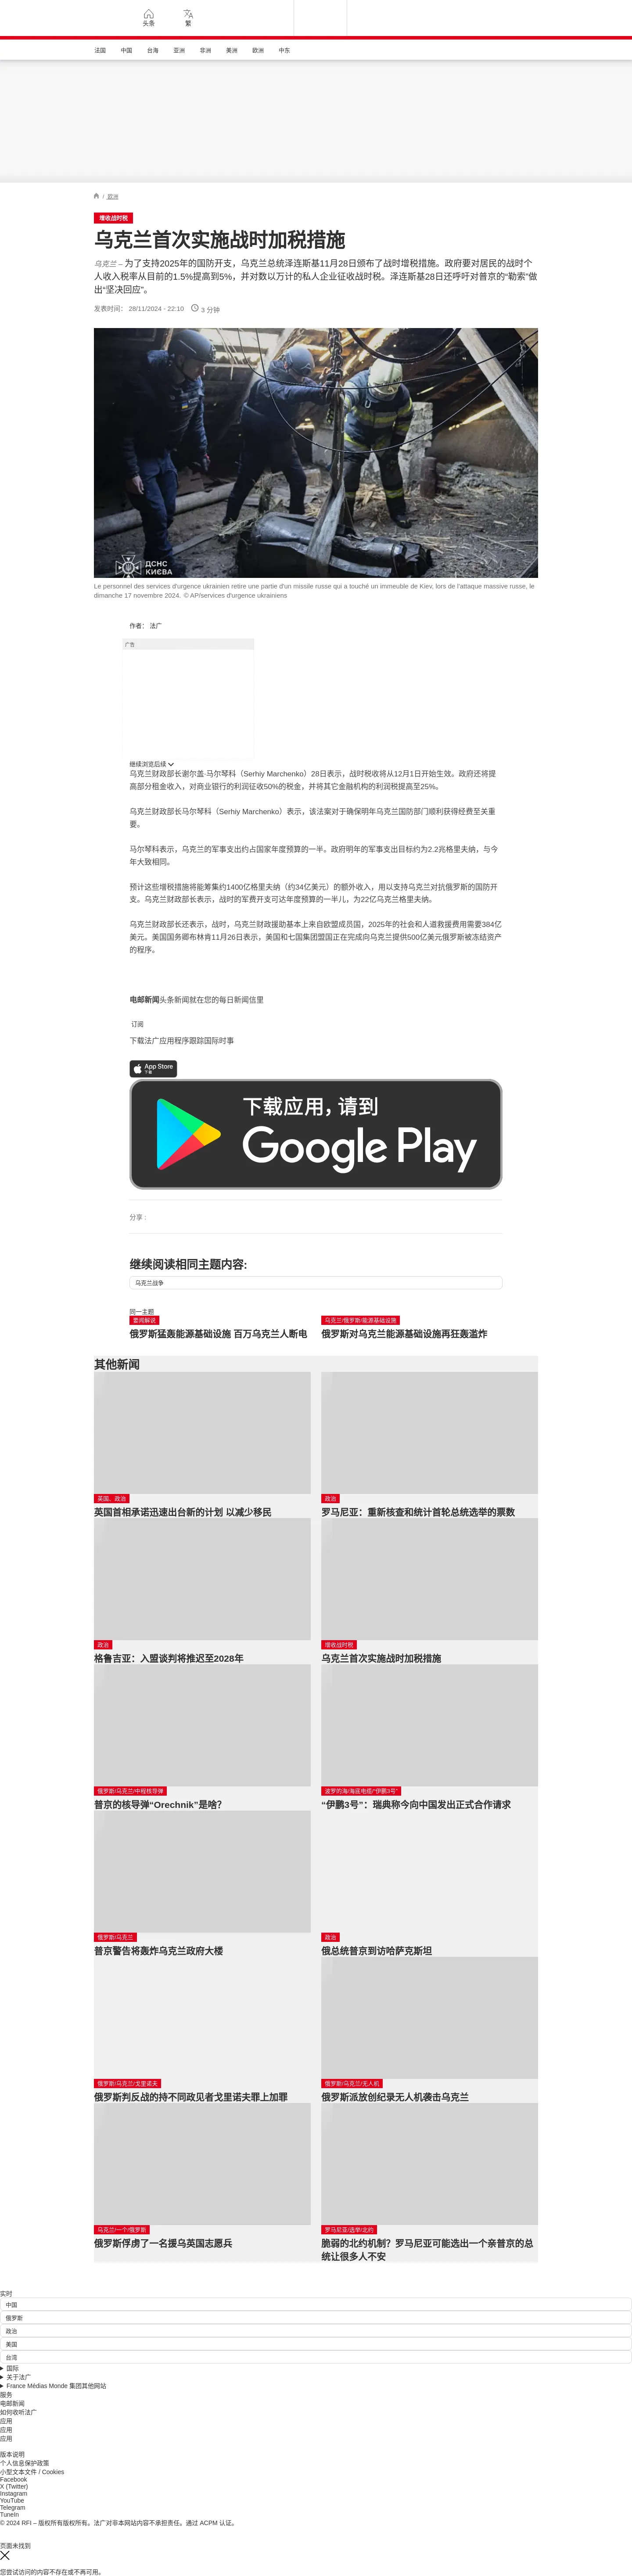 头条
繁
法国
中国
台海
亚洲
非洲
美洲
欧洲
中东
/ 欧洲
增收战时税
乌克兰首次实施战时加税措施
乌克兰 – 为了支持2025年的国防开支，乌克兰总统泽连斯基11月28日颁布了战时增税措施。政府要对居民的战时个
人收入税率从目前的1.5%提高到5%，并对数以万计的私人企业征收战时税。泽连斯基28日还呼吁对普京的“勒索”做
出“坚决回应”。
发表时间： 28/11/2024 - 22:10
3 分钟
ДСНС
КИЄВА
Le personnel des services d'urgence ukrainien retire une partie d'un missile russe qui a touché un immeuble de Kiev, lors de l'attaque massive russe, le
dimanche 17 novembre 2024. © AP/services d'urgence ukrainiens
作者： 法广
广告
继续浏览后续
乌克兰财政部长谢尔盖·马尔琴科（Serhiy Marchenko）28日表示，战时税收将从12月1日开始生效。政府还将提
高部分租金收入，对商业银行的利润征收50%的税金，并将其它金融机构的利润税提高至25%。
乌克兰财政部长马尔琴科（Serhiy Marchenko）表示，该法案对于确保明年乌克兰国防部门顺利获得经费至关重
要。
马尔琴科表示，乌克兰的军事支出约占国家年度预算的一半。政府明年的军事支出目标约为2.2兆格里夫纳，与今
年大致相同。
预计这些增税措施将能筹集约1400亿格里夫纳（约34亿美元）的额外收入，用以支持乌克兰对抗俄罗斯的国防开
支。乌克兰财政部长表示，战时的军费开支可达年度预算的一半儿，为22亿乌克兰格里夫纳。
乌克兰财政部长还表示，战时，乌克兰财政援助基本上来自欧盟成员国，2025年的社会和人道救援费用需要384亿
美元。美国国务卿布林肯11月26日表示，美国和七国集团盟国正在完成向乌克兰提供500亿美元俄罗斯被冻结资产
的程序。
电邮新闻头条新闻就在您的每日新闻信里
订阅
下载法广应用程序跟踪国际时事
App Store
下载
下载应用，请到
Google Play
分享 :
继续阅读相同主题内容:
乌克兰战争
同一主题
要闻解说
俄罗斯猛轰能源基础设施 百万乌克兰人断电
乌克兰/俄罗斯/能源基础设施
俄罗斯对乌克兰能源基础设施再狂轰滥炸
其他新闻
英国、政治
英国首相承诺迅速出台新的计划 以减少移民
政治
罗马尼亚：重新核查和统计首轮总统选举的票数
政治
格鲁吉亚：入盟谈判将推迟至2028年
增收战时税
乌克兰首次实施战时加税措施
俄罗斯/乌克兰/中程核导弹
普京的核导弹“Orechnik”是啥？
波罗的海/海底电缆/“伊鹏3号”
“伊鹏3号”：瑞典称今向中国发出正式合作请求
俄罗斯/乌克兰
普京警告将轰炸乌克兰政府大楼
政治
俄总统普京到访哈萨克斯坦
俄罗斯/乌克兰/戈里诺夫
俄罗斯判反战的持不同政见者戈里诺夫罪上加罪
俄罗斯/乌克兰/无人机
俄罗斯派放创纪录无人机袭击乌克兰
乌克兰/一个/俄罗斯
俄罗斯俘虏了一名援乌英国志愿兵
罗马尼亚/选举/北约
脆弱的北约机制？罗马尼亚可能选出一个亲普京的总
统让很多人不安
实时
中国
俄罗斯
政治
美国
台湾
国际
关于法广
France Médias Monde 集团其他网站
服务
电邮新闻
如何收听法广
应用
应用
应用
版本说明
个人信息保护政策
小型文本文件 / Cookies
Facebook
X (Twitter)
Instagram
YouTube
Telegram
TuneIn
© 2024 RFI – 版权所有版权所有。法广对非本网站内容不承担责任。通过 ACPM 认证。
页面未找到
您尝试访问的内容不存在或不再可用。